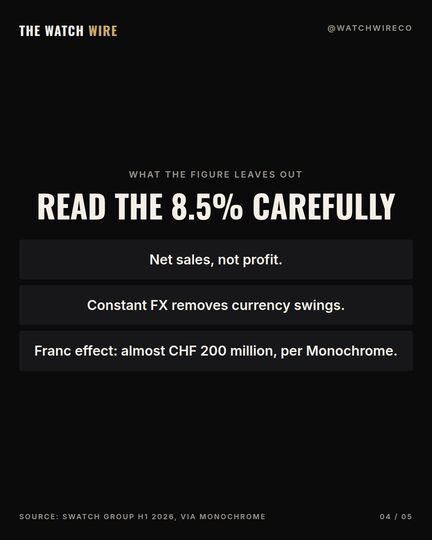 THE WATCH WIRE
@WATCHWIRECO
WHAT THE FIGURE LEAVES OUT
READ THE 8.5% CAREFULLY
Net sales, not profit.
Constant FX removes currency swings.
Franc effect: almost CHF 200 million, per Monochrome.
SOURCE: SWATCH GROUP H1 2026, VIA MONOCHROME
04 / 05